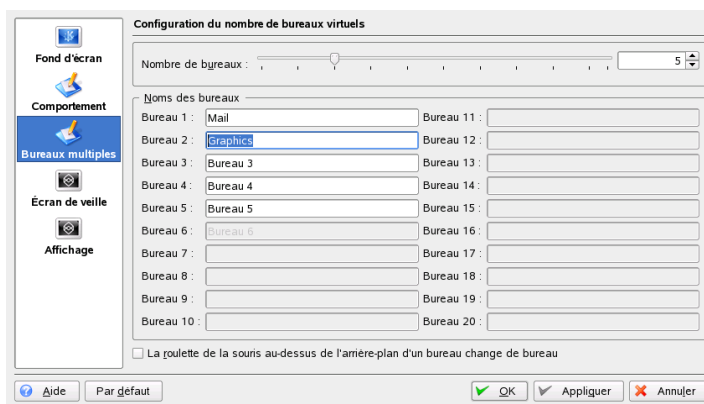 Configuration du nombre de bureaux virtuels
Fond d'écran
Comportement
Bureaux multiples
Écran de veille
Affichage
Nombre de bureaux : 5
Noms des bureaux
Bureau 1 : Mail
Bureau 11 :
Bureau 2 : Graphics
Bureau 12 :
Bureau 3 : Bureau 3
Bureau 13 :
Bureau 4 : Bureau 4
Bureau 14 :
Bureau 5 : Bureau 5
Bureau 15 :
Bureau 6 : Bureau 6
Bureau 16 :
Bureau 7 :
Bureau 17 :
Bureau 8 :
Bureau 18 :
Bureau 9 :
Bureau 19 :
Bureau 10 :
Bureau 20 :
La roulette de la souris au-dessus de l'arrière-plan d'un bureau change de bureau
Aide
Par défaut
OK
Appliquer
Annuler